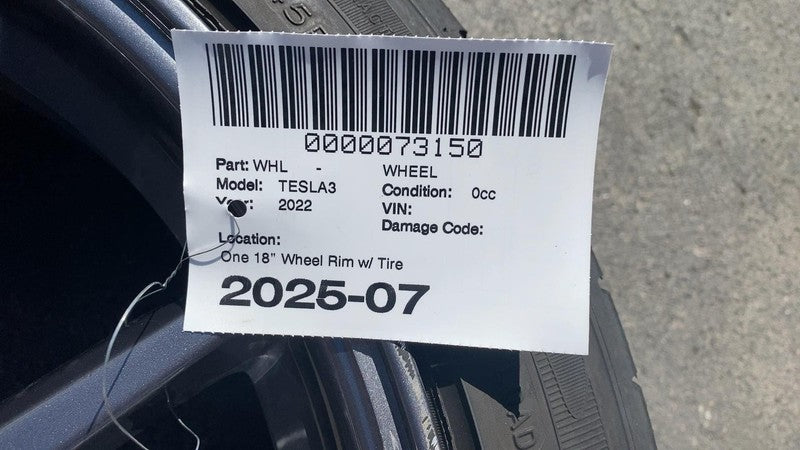 0000073150
Part: WHL - WHEEL
Model: TESLA3 Condition: 0cc
Year: 2022 VIN:
Damage Code:
Location:
One 18" Wheel Rim w/ Tire
2025-07